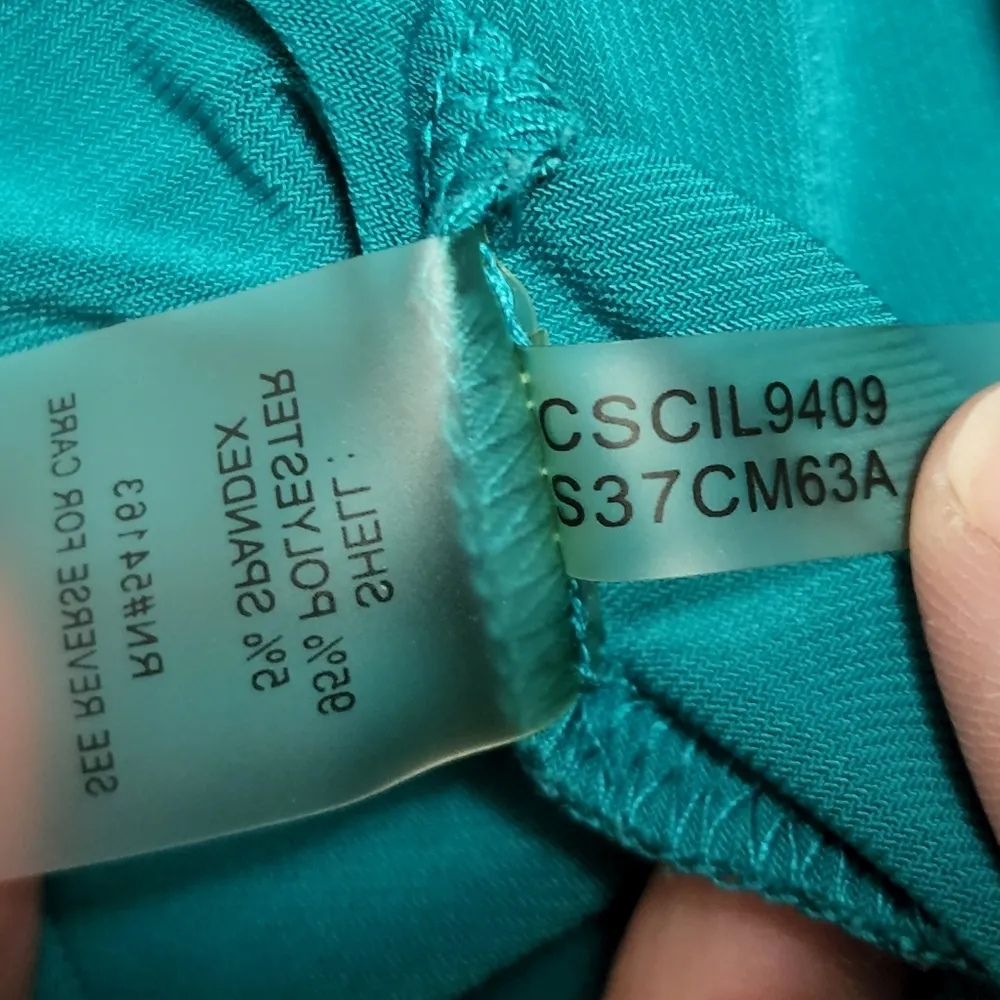 SHELL:
95% POLYESTER
5% SPANDEX
RN#54163
SEE REVERSE FOR CARE
CSCIL9409
S37CM63A